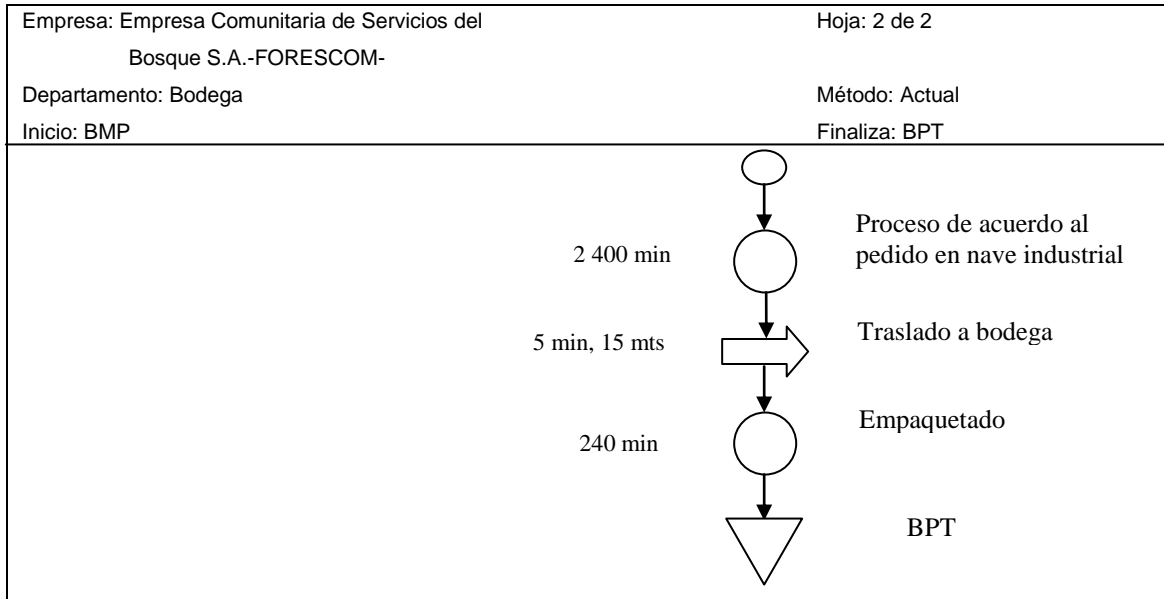 Empresa: Empresa Comunitaria de Servicios del
Hoja: 2 de 2
Bosque S.A.-FORESCOM-
Departamento: Bodega
Método: Actual
Inicio: BMP
Finaliza: BPT
Proceso de acuerdo al
2 400 min
pedido en nave industrial
5 min, 15 mts
Traslado a bodega
Empaquetado
240 min
BPT